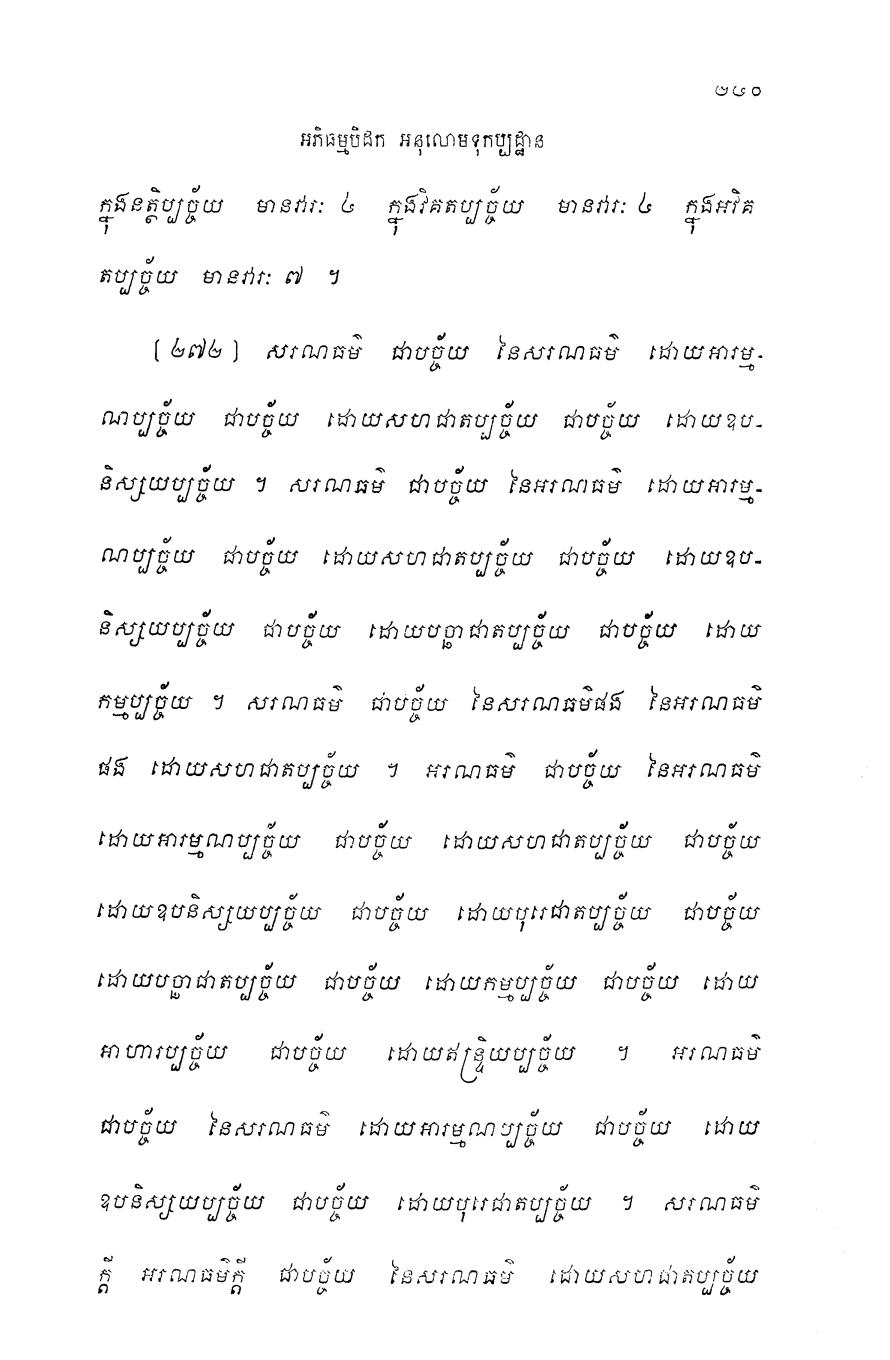 ២៤០
អភិធម្មបិដក អនុលោមទុកប្បដ្ឋាន
ក្នុងនត្ថិប្បច្ច័យ មានវារៈ ៤ ក្នុងវិគតប្បច្ច័យ មានវារៈ ៤ ក្នុងអវិគ
តប្បច្ច័យ មានវារៈ ៧ ។
(២៧២) សរណធម៌ ជាបច្ច័យ នៃសរណធម៌ ដោយអារម្ម-
ណប្បច្ច័យ ជាបច្ច័យ ដោយសហជាតប្បច្ច័យ ជាបច្ច័យ ដោយឧប-
និស្សយប្បច្ច័យ ។ សរណធម៌ ជាបច្ច័យ នៃអរណធម៌ ដោយអារម្ម-
ណប្បច្ច័យ ជាបច្ច័យ ដោយសហជាតប្បច្ច័យ ជាបច្ច័យ ដោយឧប-
និស្សយប្បច្ច័យ ជាបច្ច័យ ដោយបច្ឆាជាតប្បច្ច័យ ជាបច្ច័យ ដោយ
កម្មប្បច្ច័យ ។ សរណធម៌ ជាបច្ច័យ នៃសរណធម៌ផង នៃអរណធម៌
ផង ដោយសហជាតប្បច្ច័យ ។ អរណធម៌ ជាបច្ច័យ នៃអរណធម៌
ដោយអារម្មណប្បច្ច័យ ជាបច្ច័យ ដោយសហជាតប្បច្ច័យ ជាបច្ច័យ
ដោយឧបនិស្សយប្បច្ច័យ ជាបច្ច័យ ដោយបុរេជាតប្បច្ច័យ ជាបច្ច័យ
ដោយបច្ឆាជាតប្បច្ច័យ ជាបច្ច័យ ដោយកម្មប្បច្ច័យ ជាបច្ច័យ ដោយ
អាហារប្បច្ច័យ ជាបច្ច័យ ដោយឥន្ទ្រិយប្បច្ច័យ ។ អរណធម៌
ជាបច្ច័យ នៃសរណធម៌ ដោយអារម្មណប្បច្ច័យ ជាបច្ច័យ ដោយ
ឧបនិស្សយប្បច្ច័យ ជាបច្ច័យ ដោយបុរេជាតប្បច្ច័យ ។ សរណធម៌
ក្តី អរណធម៌ក្តី ជាបច្ច័យ នៃសរណធម៌ ដោយសហជាតប្បច្ច័យ